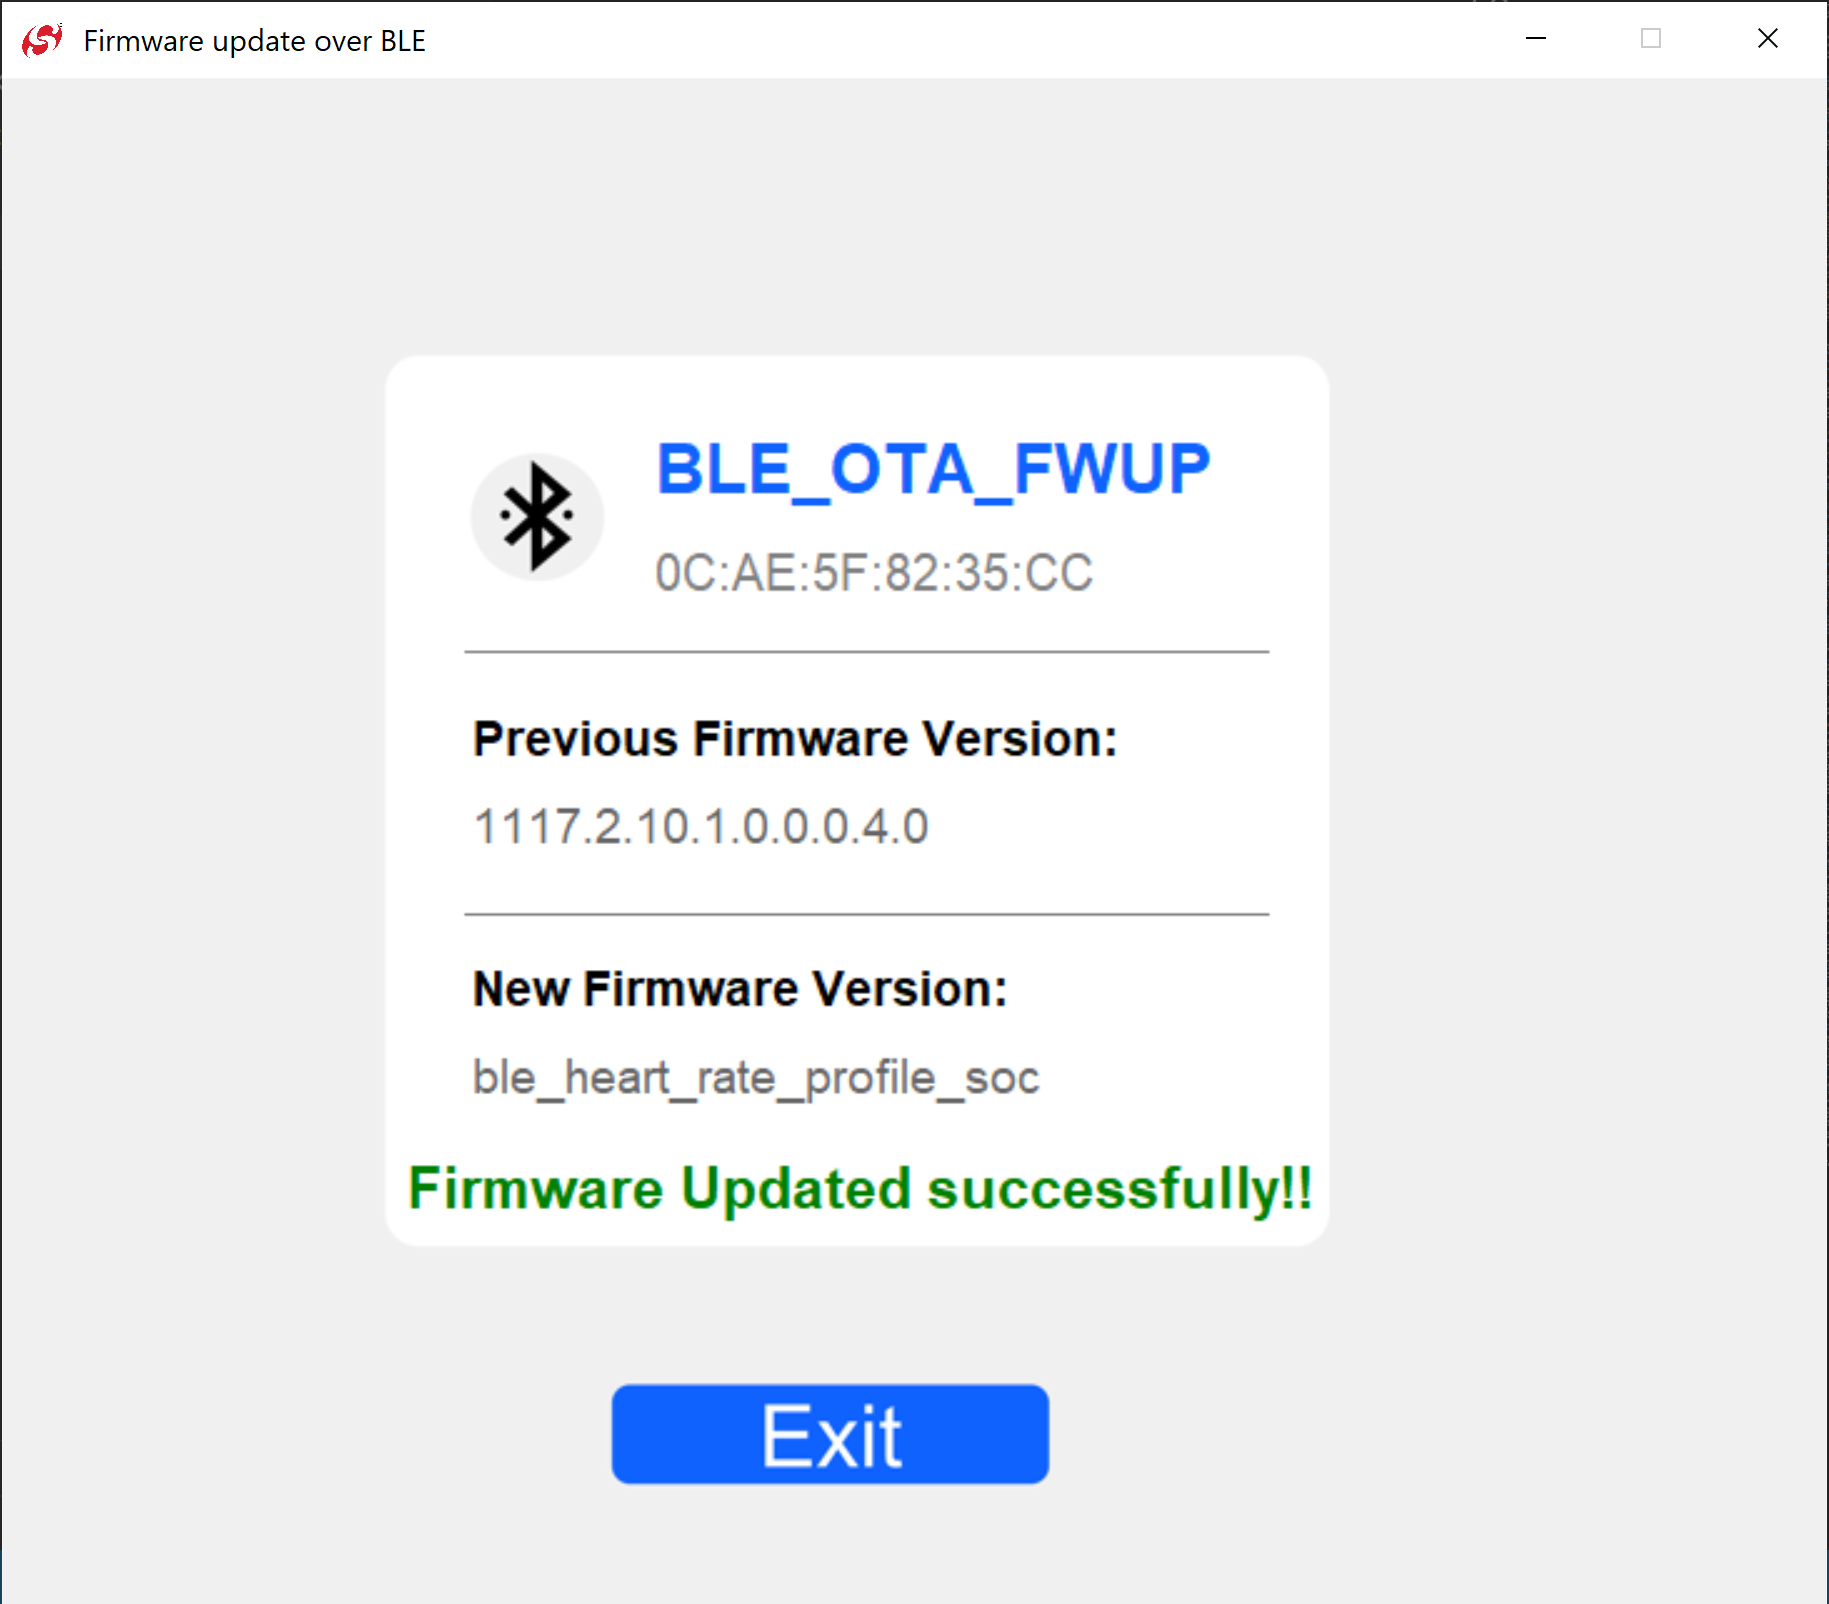 Firmware update over BLE
BLE_OTA_FWUP
0C:AE:5F:82:35:CC
Previous Firmware Version:
1117.2.10.1.0.0.0.4.0
New Firmware Version:
ble_heart_rate_profile_soc
Firmware Updated successfully!!
Exit